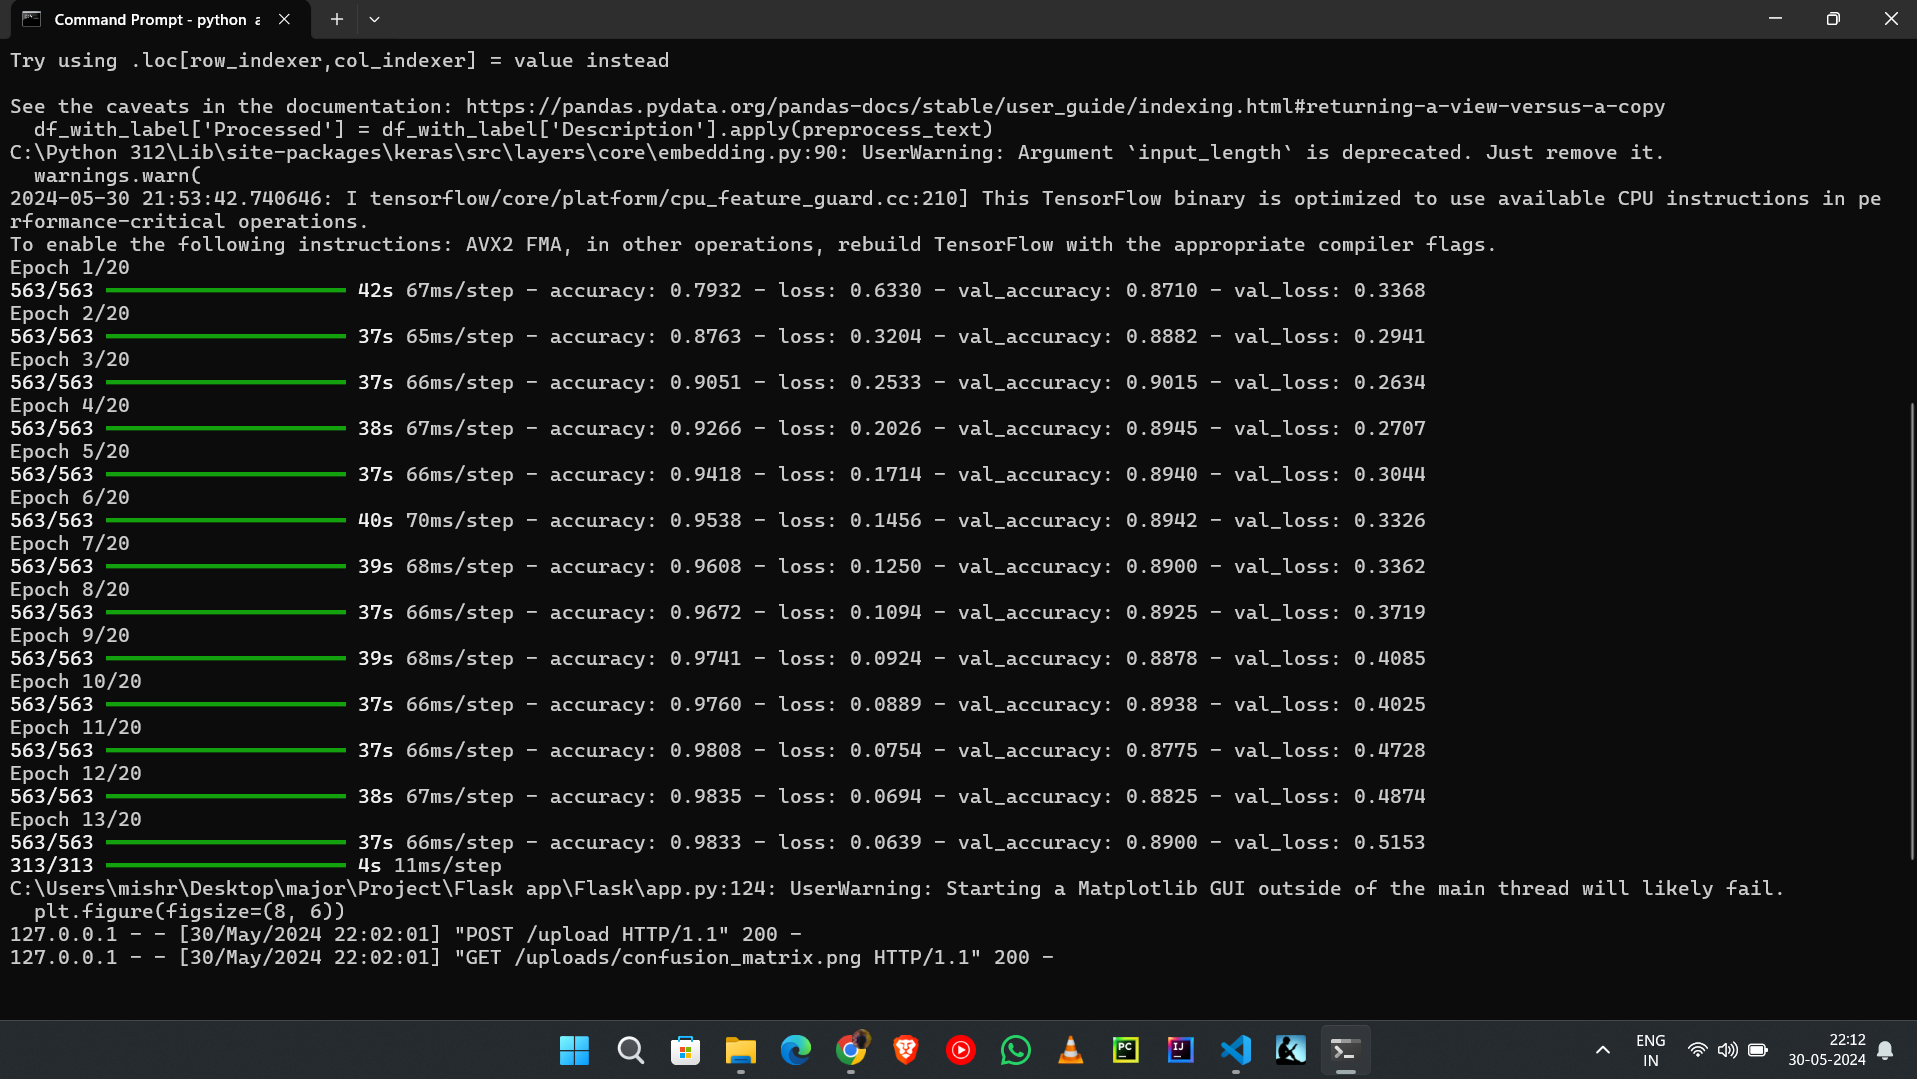 Command Prompt - python a
Try using .loc[row_indexer,col_indexer] = value instead
See the caveats in the documentation: https://pandas.pydata.org/pandas-docs/stable/user_guide/indexing.html#returning-a-view-versus-a-copy
  df_with_label['Processed'] = df_with_label['Description'].apply(preprocess_text)
C:\Python 312\Lib\site-packages\keras\src\layers\core\embedding.py:90: UserWarning: Argument `input_length` is deprecated. Just remove it.
  warnings.warn(
2024-05-30 21:53:42.740646: I tensorflow/core/platform/cpu_feature_guard.cc:210] This TensorFlow binary is optimized to use available CPU instructions in pe
rformance-critical operations.
To enable the following instructions: AVX2 FMA, in other operations, rebuild TensorFlow with the appropriate compiler flags.
Epoch 1/20
563/563 42s 67ms/step - accuracy: 0.7932 - loss: 0.6330 - val_accuracy: 0.8710 - val_loss: 0.3368
Epoch 2/20
563/563 37s 65ms/step - accuracy: 0.8763 - loss: 0.3204 - val_accuracy: 0.8882 - val_loss: 0.2941
Epoch 3/20
563/563 37s 66ms/step - accuracy: 0.9051 - loss: 0.2533 - val_accuracy: 0.9015 - val_loss: 0.2634
Epoch 4/20
563/563 38s 67ms/step - accuracy: 0.9266 - loss: 0.2026 - val_accuracy: 0.8945 - val_loss: 0.2707
Epoch 5/20
563/563 37s 66ms/step - accuracy: 0.9418 - loss: 0.1714 - val_accuracy: 0.8940 - val_loss: 0.3044
Epoch 6/20
563/563 40s 70ms/step - accuracy: 0.9538 - loss: 0.1456 - val_accuracy: 0.8942 - val_loss: 0.3326
Epoch 7/20
563/563 39s 68ms/step - accuracy: 0.9608 - loss: 0.1250 - val_accuracy: 0.8900 - val_loss: 0.3362
Epoch 8/20
563/563 37s 66ms/step - accuracy: 0.9672 - loss: 0.1094 - val_accuracy: 0.8925 - val_loss: 0.3719
Epoch 9/20
563/563 39s 68ms/step - accuracy: 0.9741 - loss: 0.0924 - val_accuracy: 0.8878 - val_loss: 0.4085
Epoch 10/20
563/563 37s 66ms/step - accuracy: 0.9760 - loss: 0.0889 - val_accuracy: 0.8938 - val_loss: 0.4025
Epoch 11/20
563/563 37s 66ms/step - accuracy: 0.9808 - loss: 0.0754 - val_accuracy: 0.8775 - val_loss: 0.4728
Epoch 12/20
563/563 38s 67ms/step - accuracy: 0.9835 - loss: 0.0694 - val_accuracy: 0.8825 - val_loss: 0.4874
Epoch 13/20
563/563 37s 66ms/step - accuracy: 0.9833 - loss: 0.0639 - val_accuracy: 0.8900 - val_loss: 0.5153
313/313 4s 11ms/step
C:\Users\mishr\Desktop\major\Project\Flask app\Flask\app.py:124: UserWarning: Starting a Matplotlib GUI outside of the main thread will likely fail.
  plt.figure(figsize=(8, 6))
127.0.0.1 - - [30/May/2024 22:02:01] "POST /upload HTTP/1.1" 200 -
127.0.0.1 - - [30/May/2024 22:02:01] "GET /uploads/confusion_matrix.png HTTP/1.1" 200 -
PC
IJ
ENG
IN
22:12
30-05-2024